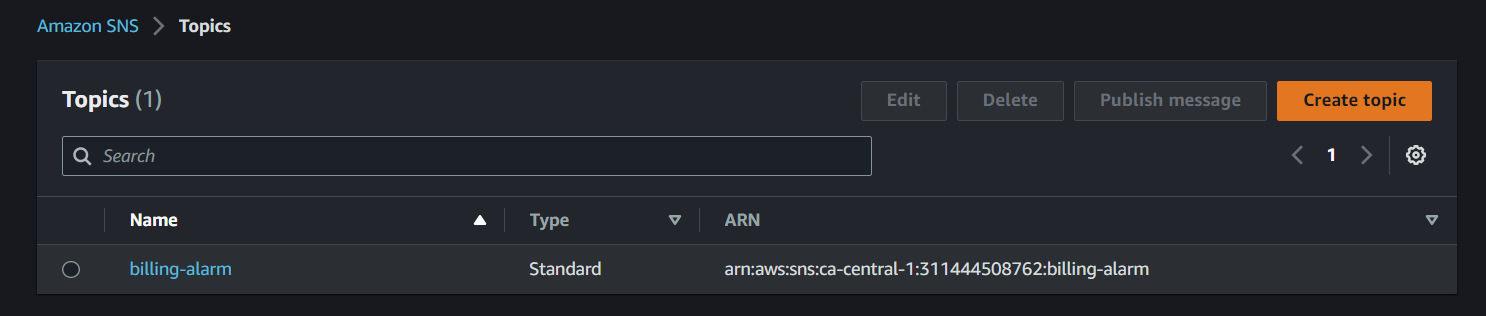 Amazon SNS > Topics
Topics (1) Edit Delete Publish message Create topic
Search 1
Name Type ARN
billing-alarm Standard arn:aws:sns:ca-central-1:311444508762:billing-alarm